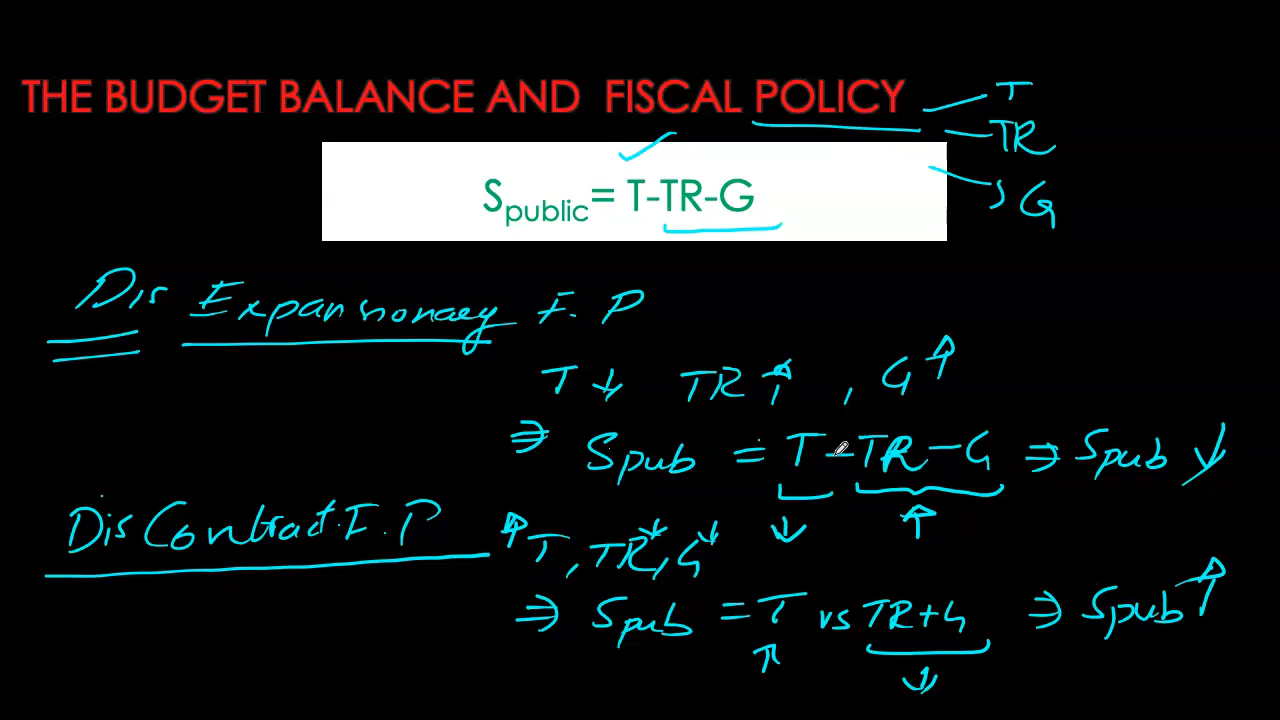 THE BUDGET BALANCE AND FISCAL POLICY
T
TR
G
Spublic= T-TR-G
Dis Expansionary F.P
T ↓ TR ↑ , G ↑
⇒ Spub = T - TR - G ⇒ Spub ↓
↓ ↑
Dis Contract. F.P
↑ T, TR ↓, G ↓
⇒ Spub = T vs TR + G ⇒ Spub ↑
↑ ↓